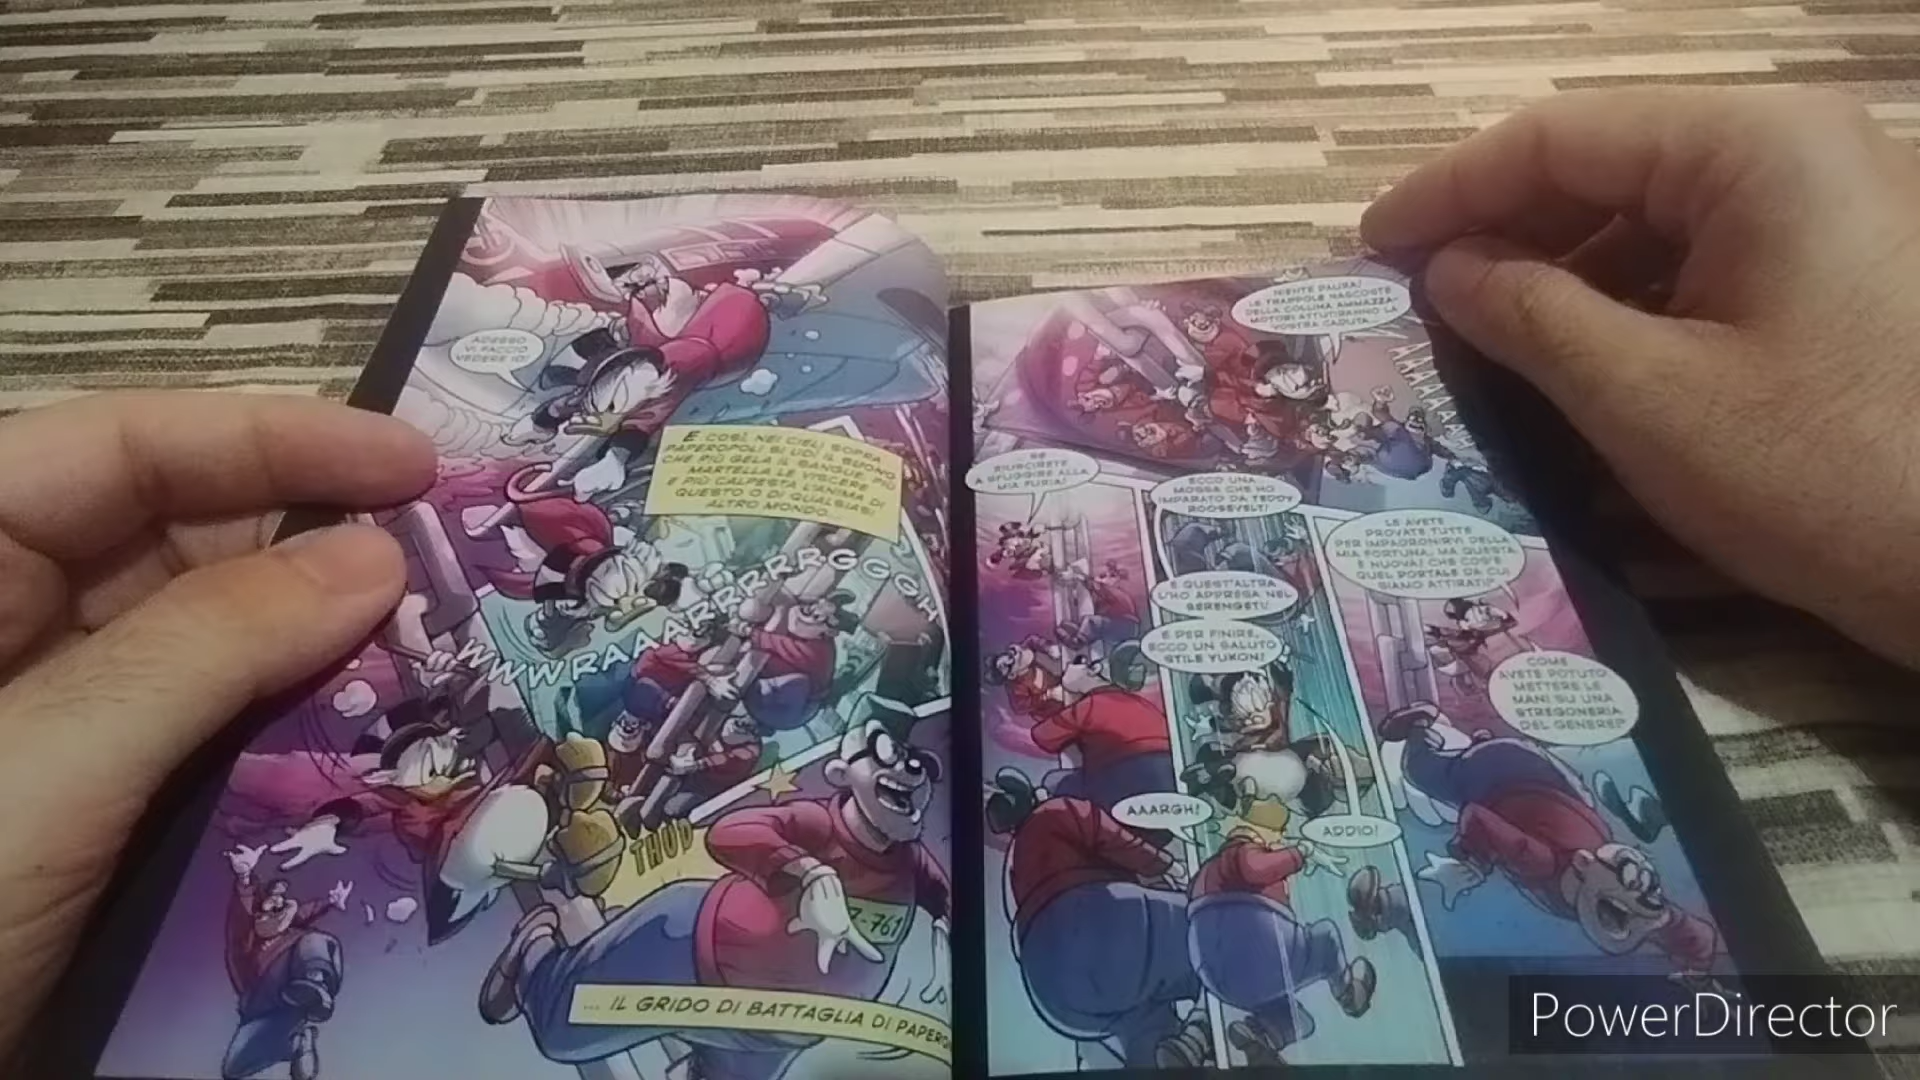 ADESSO
VI FACCIO
VEDERE IO!
E COSÌ, NEI CIELI SOPRA
PAPEROPOLI SI UDÌ IL SUONO
CHE PIÙ GELA IL SANGUE, PIÙ
MARTELLA LE VISCERE
E PIÙ CALPESTA L'ANIMA DI
QUESTO O DI QUALSIASI
ALTRO MONDO...
WWWRAAARRRRRGGGH
THUD
7-761
... IL GRIDO DI BATTAGLIA DI
NIENTE PAURA!
LE TRAPPOLE NASCOSTE
DELLA COLLINA AMMAZZA-
MOTORI ATTUTIRANNO LA
VOSTRA CADUTA...
SE
RIUSCIRETE
A SFUGGIRE ALLA
MIA FURIA!
ECCO UNA
MOSSA CHE HO
IMPARATO DA TEDDY
ROOSEVELT!
E QUEST'ALTRA
L'HO APPRESA NEL
SERENGETI!
E PER FINIRE,
ECCO UN SALUTO
STILE YUKON!
LE AVETE
PROVATE TUTTE
PER IMPADRONIRVI DELLA
MIA FORTUNA, MA QUESTA
È NUOVA! CHE COS'È
QUEL PORTALE DA CUI
SIAMO ATTIRATI?
COME
AVETE POTUTO
METTERE LE
MANI SU UNA
STREGONERIA
DEL GENERE?
AAARGH!
ADDIO!
PowerDirector